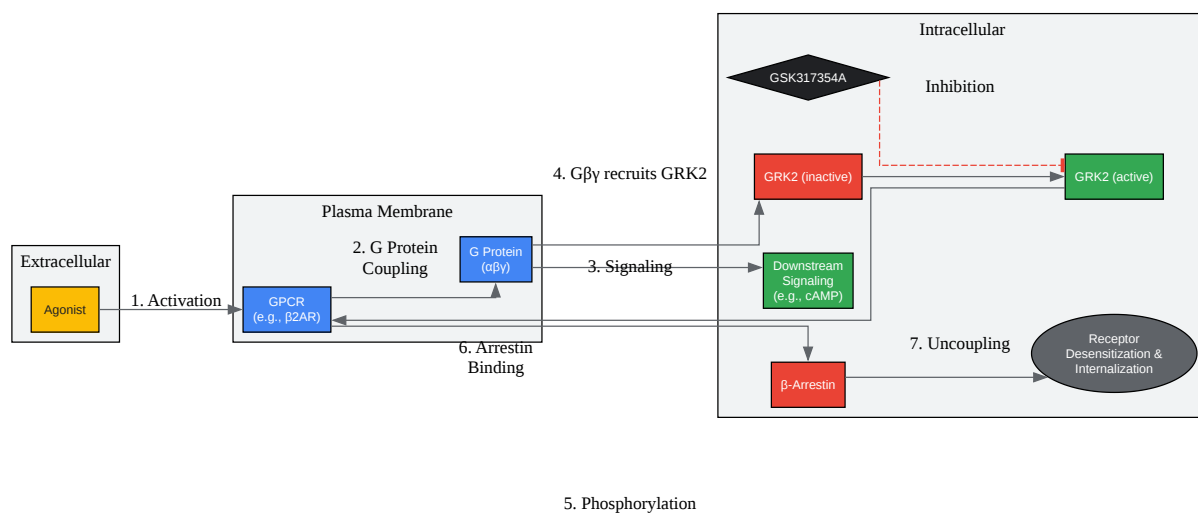 Intracellular
GSK317354A
Inhibition
4. Gβγ recruits GRK2
GRK2 (inactive)
GRK2 (active)
Plasma Membrane
2. G Protein
Coupling
G Protein
(αβγ)
3. Signaling
Downstream
Signaling
(e.g., cAMP)
Extracellular
Agonist
1. Activation
GPCR
(e.g., β2AR)
6. Arrestin
Binding
7. Uncoupling
Receptor
Desensitization &
Internalization
β-Arrestin
5. Phosphorylation